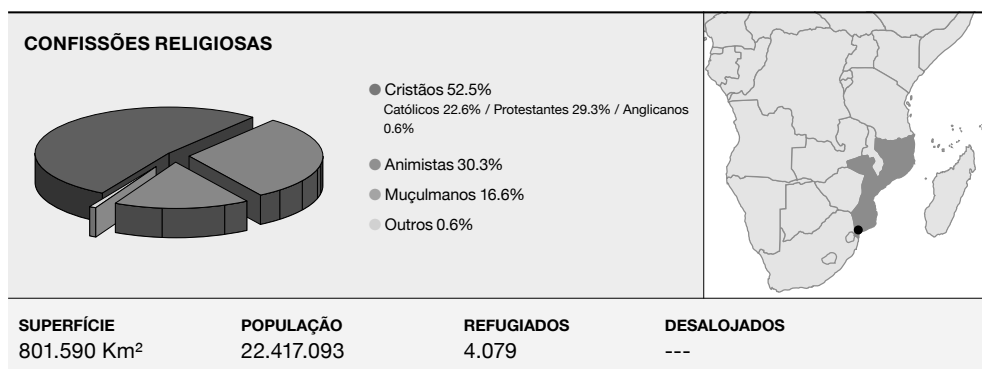 CONFISSÕES RELIGIOSAS
Cristãos 52.5%
Católicos 22.6% / Protestantes 29.3% / Anglicanos
0.6%
Animistas 30.3%
Muçulmanos 16.6%
Outros 0.6%
SUPERFÍCIE
801.590 Km²
POPULAÇÃO
22.417.093
REFUGIADOS
4.079
DESALOJADOS
---